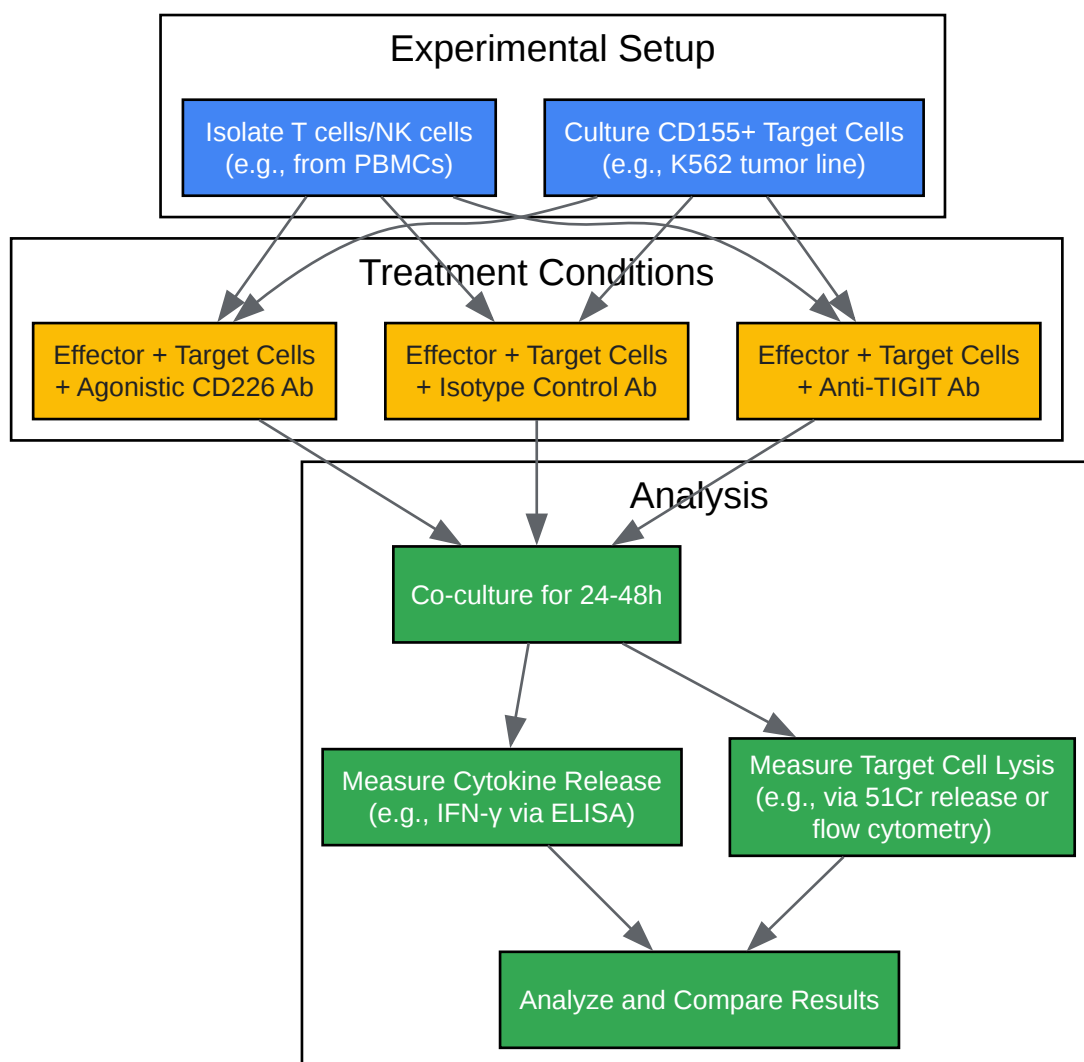 Experimental Setup
Isolate T cells/NK cells
(e.g., from PBMCs)
Culture CD155+ Target Cells
(e.g., K562 tumor line)
Treatment Conditions
Effector + Target Cells
+ Agonistic CD226 Ab
Effector + Target Cells
+ Isotype Control Ab
Effector + Target Cells
+ Anti-TIGIT Ab
Analysis
Co-culture for 24-48h
Measure Cytokine Release
(e.g., IFN-γ via ELISA)
Measure Target Cell Lysis
(e.g., via 51Cr release or
flow cytometry)
Analyze and Compare Results